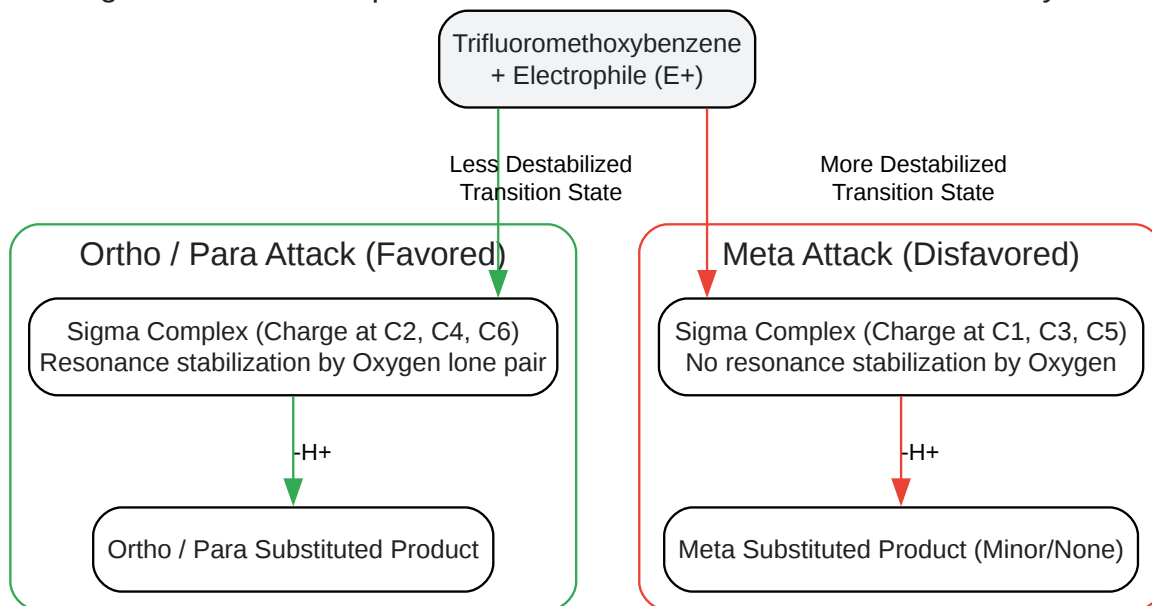 Trifluoromethoxybenzene
+ Electrophile (E+)
Less Destabilized
Transition State
More Destabilized
Transition State
Ortho / Para Attack (Favored)
Sigma Complex (Charge at C2, C4, C6)
Resonance stabilization by Oxygen lone pair
-H+
Ortho / Para Substituted Product
Meta Attack (Disfavored)
Sigma Complex (Charge at C1, C3, C5)
No resonance stabilization by Oxygen
-H+
Meta Substituted Product (Minor/None)